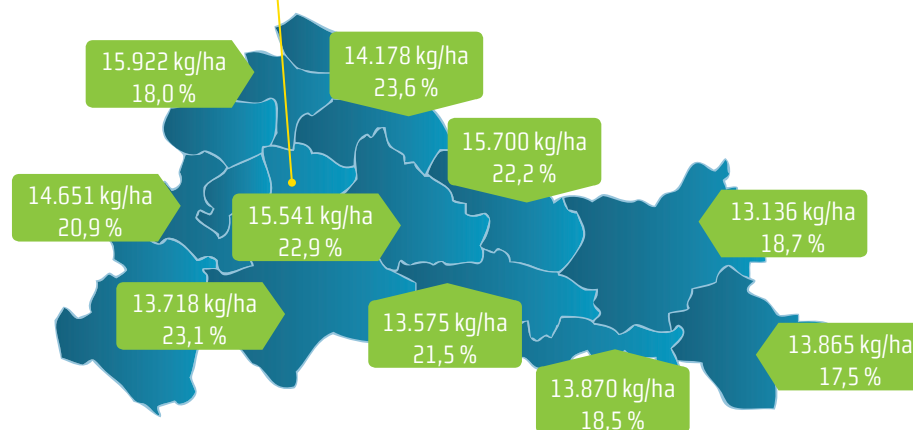 15.922 kg/ha
18,0 %
14.178 kg/ha
23,6 %
15.700 kg/ha
22,2 %
14.651 kg/ha
20,9 %
15.541 kg/ha
22,9 %
13.136 kg/ha
18,7 %
13.718 kg/ha
23,1 %
13.575 kg/ha
21,5 %
13.865 kg/ha
17,5 %
13.870 kg/ha
18,5 %